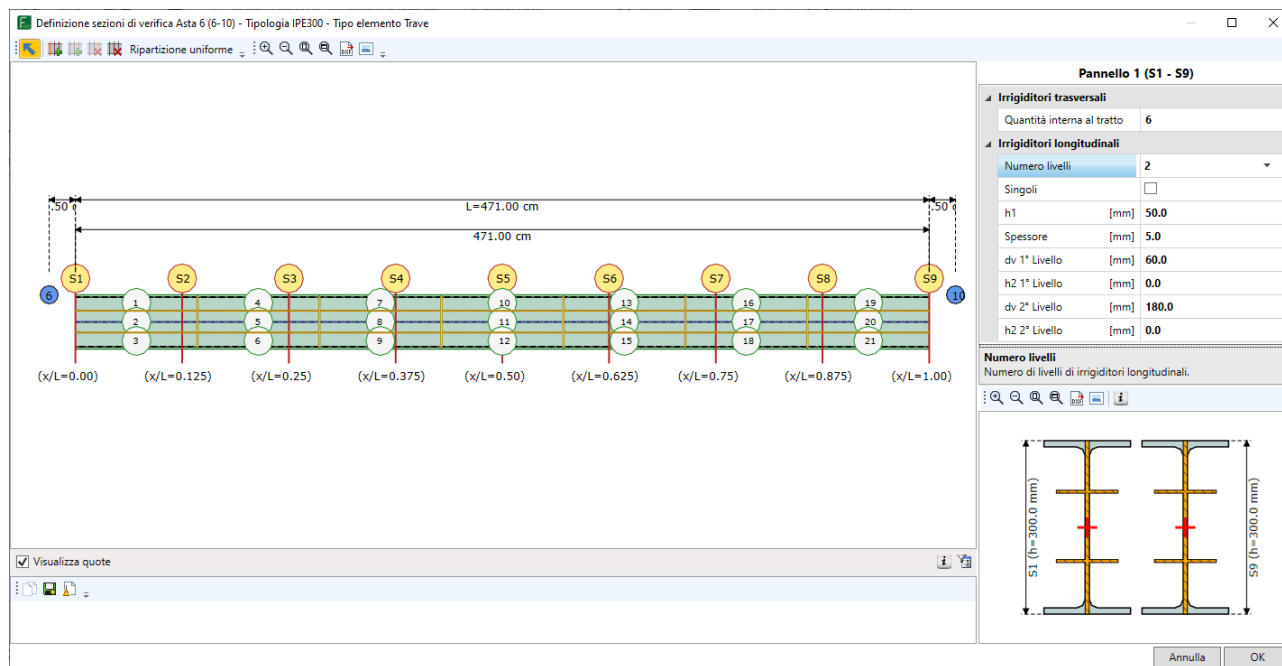 Definizione sezioni di verifica Asta 6 (6-10) - Tipologia IPE300 - Tipo elemento Trave
Ripartizione uniforme
DXF
L=471.00 cm
471.00 cm
S1 S2 S3 S4 S5 S6 S7 S8 S9
6 10
1 4 7 10 13 16 19
2 5 8 11 14 17 20
3 6 9 12 15 18 21
(x/L=0.00) (x/L=0.125) (x/L=0.25) (x/L=0.375) (x/L=0.50) (x/L=0.625) (x/L=0.75) (x/L=0.875) (x/L=1.00)
Visualizza quote
Pannello 1 (S1 - S9)
Irrigiditori trasversali
Quantità interna al tratto 6
Irrigiditori longitudinali
Numero livelli 2
Singoli
h1 [mm] 50.0
Spessore [mm] 5.0
dv 1° Livello [mm] 60.0
h2 1° Livello [mm] 0.0
dv 2° Livello [mm] 180.0
h2 2° Livello [mm] 0.0
Numero livelli
Numero di livelli di irrigiditori longitudinali.
DXF
S1 (h=300.0 mm)
S9 (h=300.0 mm)
Annulla OK